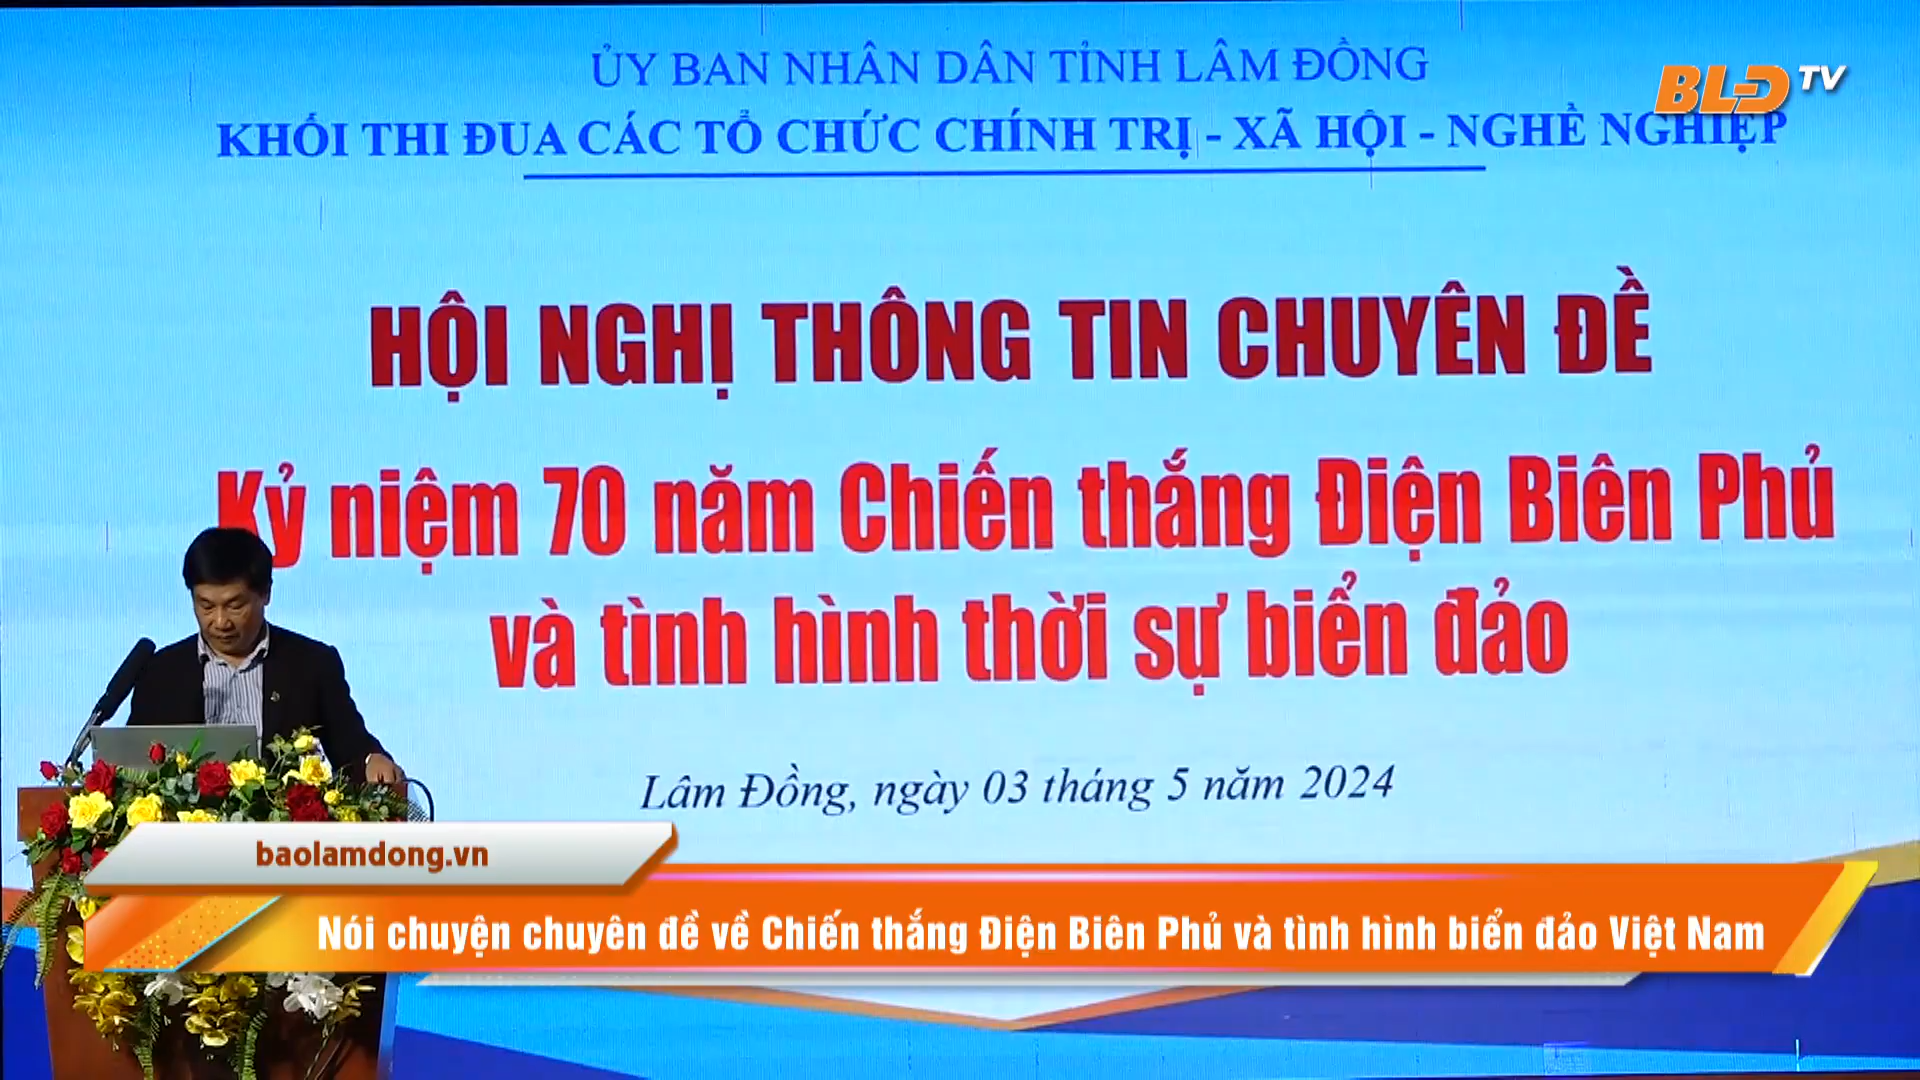 ỦY BAN NHÂN DÂN TỈNH LÂM ĐỒNG
BLĐ TV
KHỐI THI ĐUA CÁC TỔ CHỨC CHÍNH TRỊ - XÃ HỘI - NGHỀ NGHIỆP
HỘI NGHỊ THÔNG TIN CHUYÊN ĐỀ
Kỷ niệm 70 năm Chiến thắng Điện Biên Phủ
và tình hình thời sự biển đảo
Lâm Đồng, ngày 03 tháng 5 năm 2024
baolamdong.vn
Nói chuyện chuyên đề về Chiến thắng Điện Biên Phủ và tình hình biển đảo Việt Nam